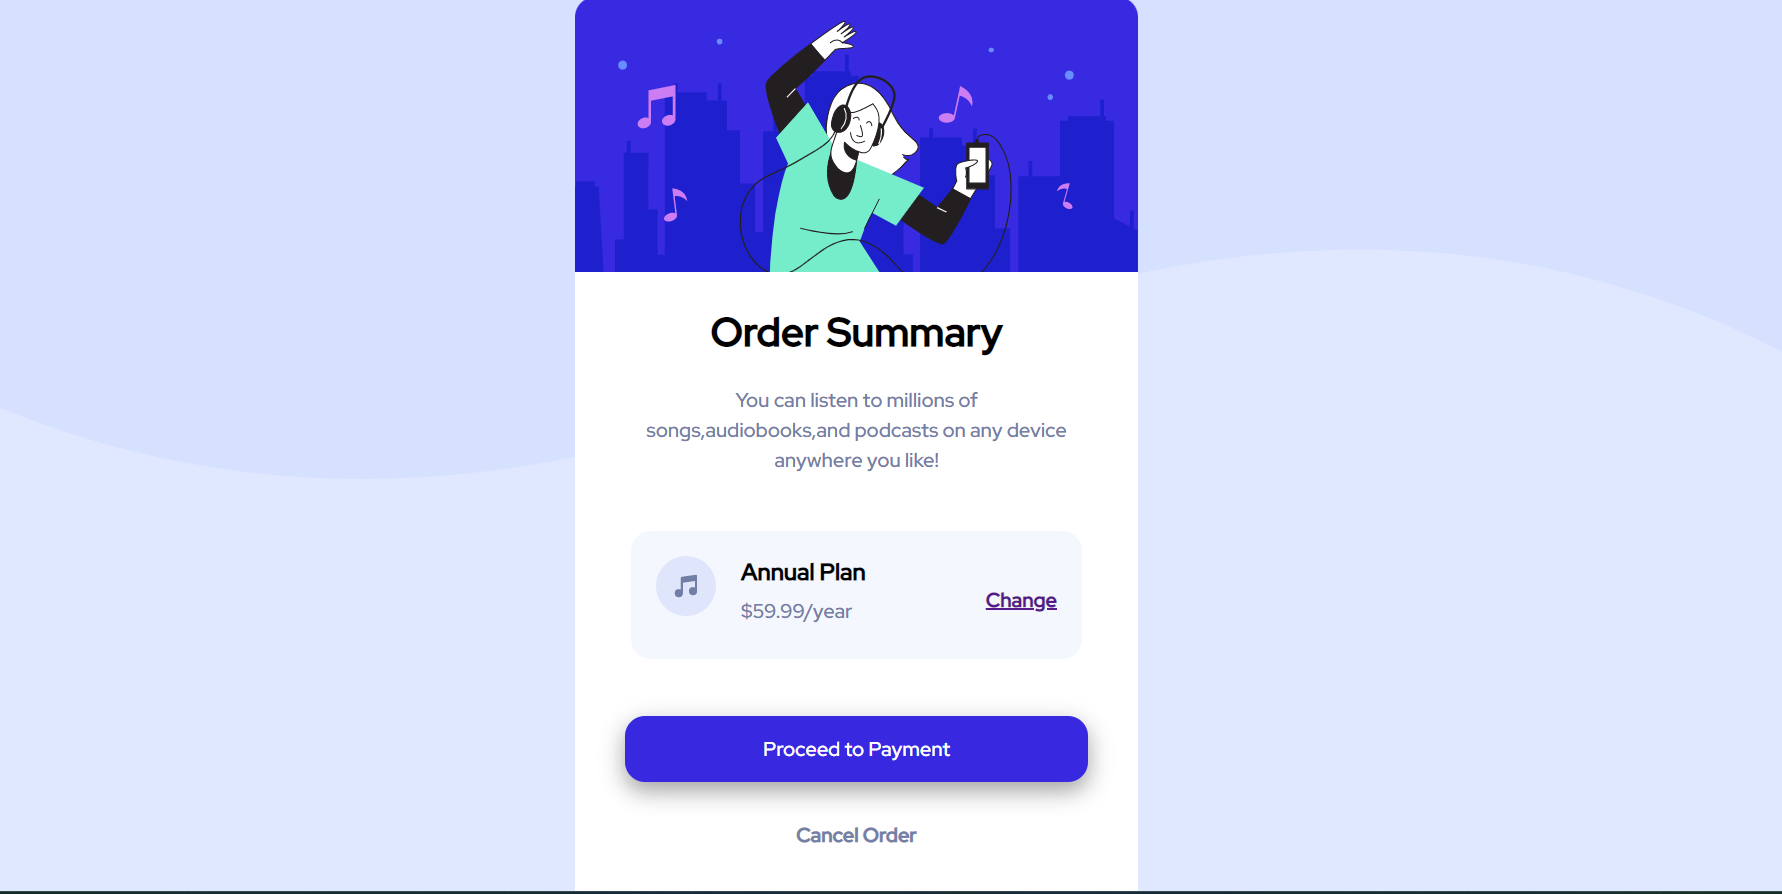 Order Summary
You can listen to millions of
songs,audiobooks,and podcasts on any device
anywhere you like!
Annual Plan
$59.99/year
Change
Proceed to Payment
Cancel Order